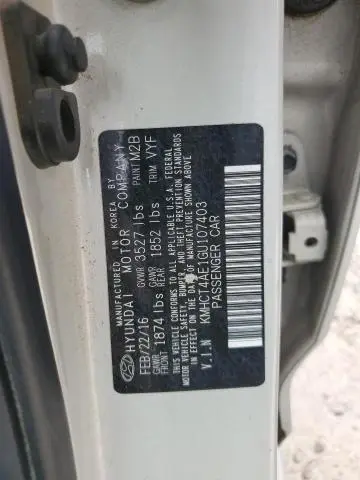 MANUFACTURED IN KOREA BY
HYUNDAI MOTOR COMPANY
FEB/22/16 GVWR 3527 lbs PAINT M2B
GAWR FRONT 1874 lbs GAWR REAR 1852 lbs TRIM VYF
THIS VEHICLE CONFORMS TO ALL APPLICABLE U.S.A. FEDERAL
MOTOR VEHICLE SAFETY BUMPER, AND THEFT PREVENTION STANDARDS
IN EFFECT ON THE DATE OF MANUFACTURE SHOWN ABOVE
V.I.N KMHCT4AE1GU107403
PASSENGER CAR